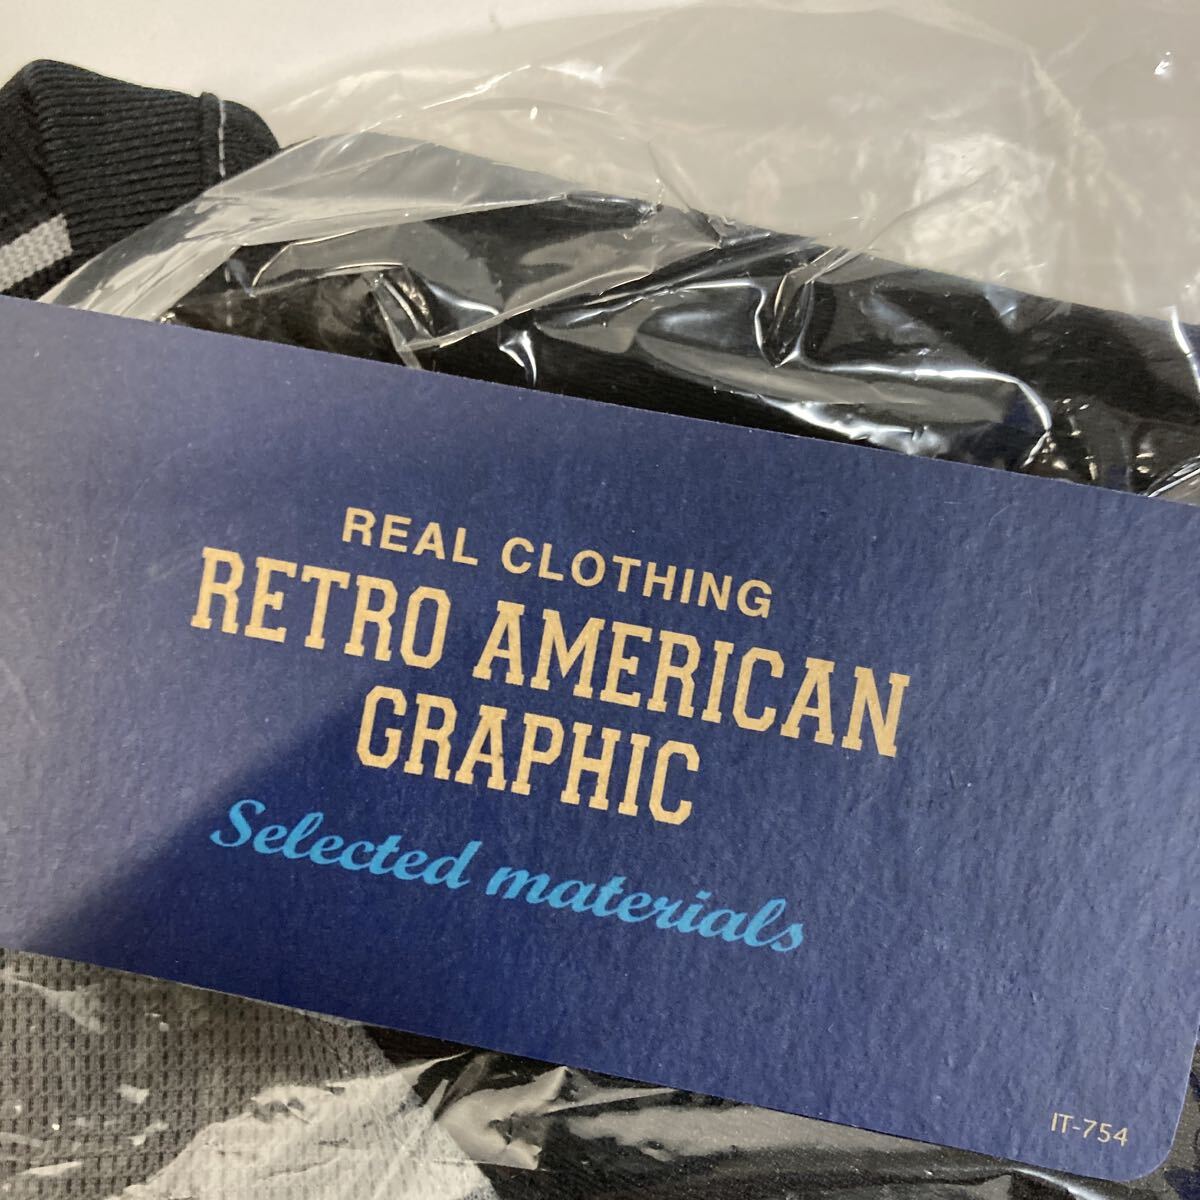 REAL CLOTHING
RETRO AMERICAN
GRAPHIC
Selected materials
IT-754